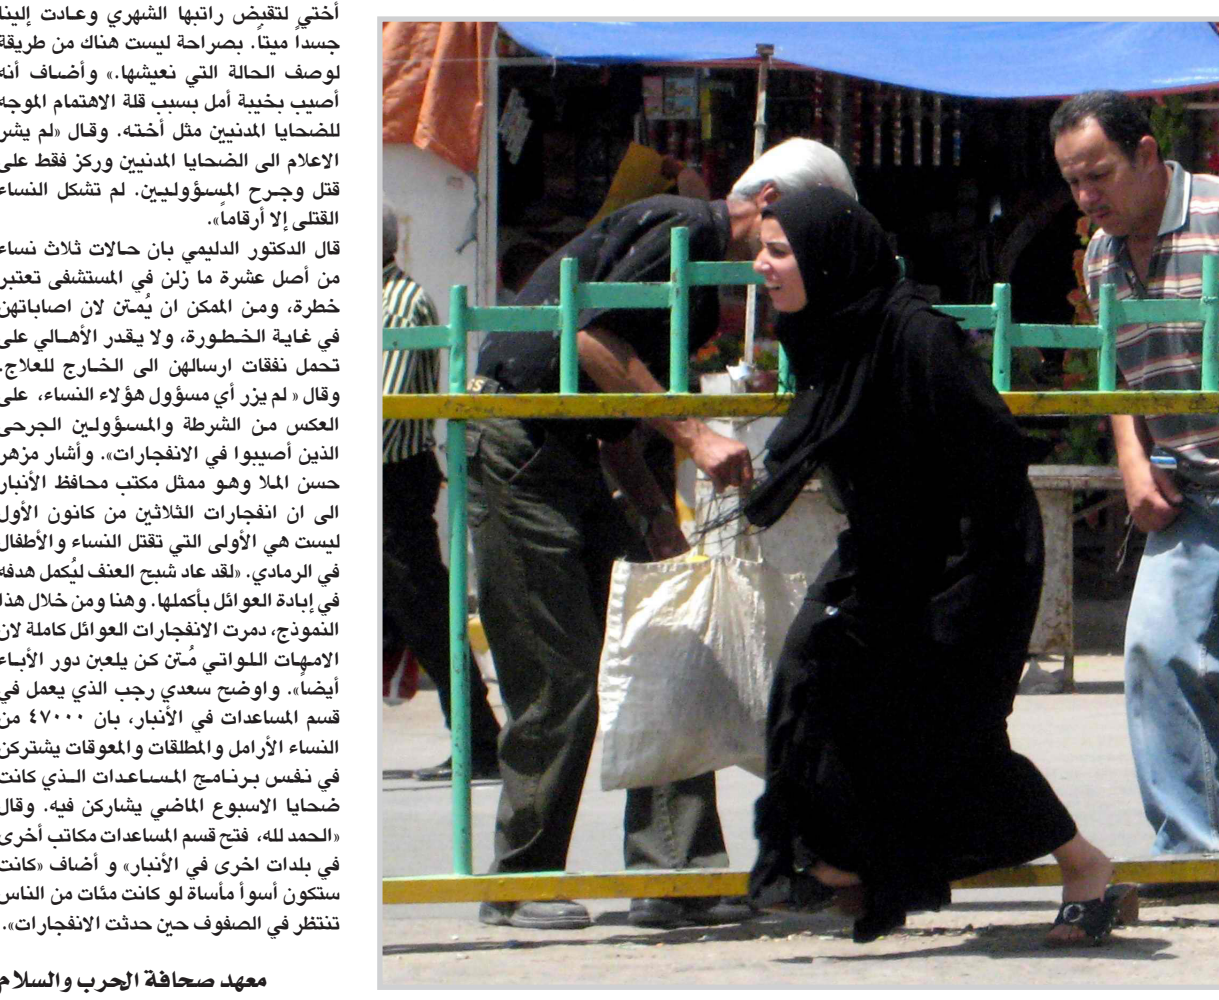 أختي لتقبض راتبها الشهري وعادت إلينا
جسداً ميتاً. بصراحة ليست هناك من طريقة
لوصف الحالة التي نعيشها.» وأضاف أنه
أصيب بخيبة أمل بسبب قلة الاهتمام الموجه
للضحايا المدنيين مثل أخته. وقال «لم يشر
الاعلام الى الضحايا المدنيين وركز فقط على
قتل وجرح المسؤوليين. لم تشكل النساء
القتلى إلا أرقاماً».
قال الدكتور الدليمي بان حالات ثلاث نساء
من أصل عشرة ما زلن في المستشفى تعتبر
خطرة، ومن الممكن ان يُمتن لان اصاباتهن
في غاية الخطورة، ولا يقدر الأهالي على
تحمل نفقات ارسالهن الى الخارج للعلاج.
وقال « لم يزر أي مسؤول هؤلاء النساء، على
العكس من الشرطة والمسؤولين الجرحى
الذين أصيبوا في الانفجارات». وأشار مزهر
حسن الملا وهو ممثل مكتب محافظ الأنبار
الى ان انفجارات الثلاثين من كانون الأول
ليست هي الأولى التي تقتل النساء والأطفال
في الرمادي. «لقد عاد شبح العنف ليُكمل هدفه
في إبادة العوائل بأكملها. وهنا ومن خلال هذا
النموذج، دمرت الانفجارات العوائل كاملة لان
الامهات اللواتي مُتن كن يلعبن دور الأباء
أيضاً». واوضح سعدي رجب الذي يعمل في
قسم المساعدات في الأنبار، بان ٤٧٠٠٠ من
النساء الأرامل والمطلقات والمعوقات يشتركن
في نفس برنامج المساعدات الذي كانت
ضحايا الاسبوع الماضي يشاركن فيه. وقال
«الحمد لله، فتح قسم المساعدات مكاتب أخرى
في بلدات اخرى في الأنبار» و أضاف «كانت
ستكون أسوأ مأساة لو كانت مئات من الناس
تنتظر في الصفوف حين حدثت الانفجارات».
معهد صحافة الحرب والسلام